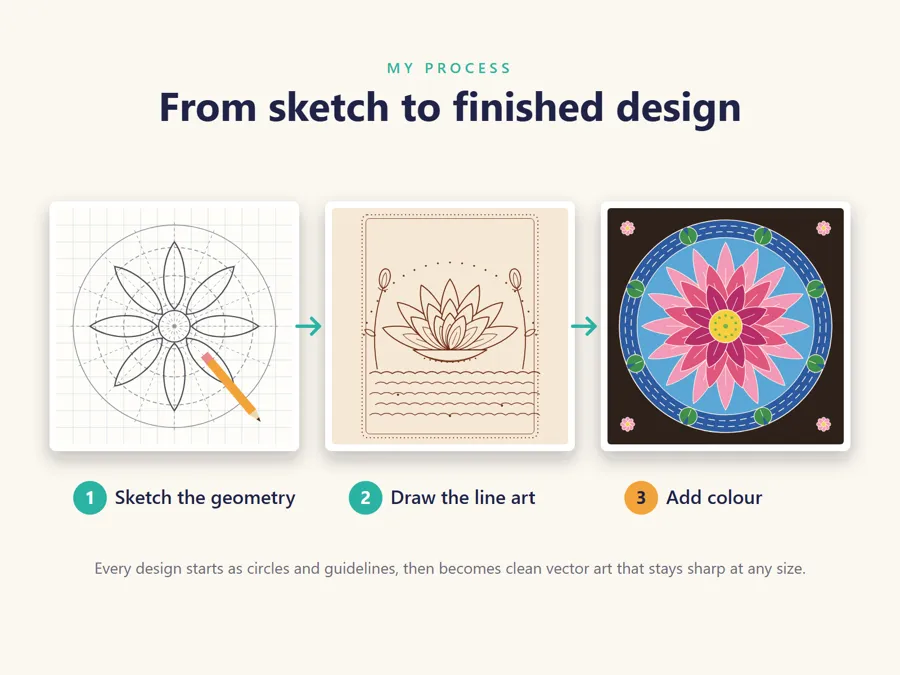 MY PROCESS
From sketch to finished design
1 Sketch the geometry
2 Draw the line art
3 Add colour
Every design starts as circles and guidelines, then becomes clean vector art that stays sharp at any size.